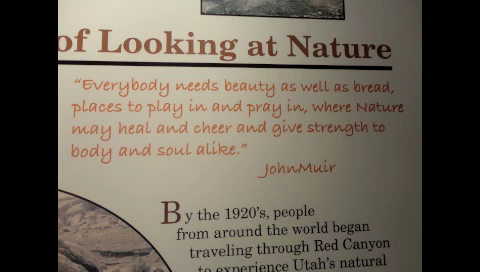 of Looking at Nature
"Everybody needs beauty as well as bread,
places to play in and pray in, where Nature
may heal and cheer and give strength to
body and soul alike."
JohnMuir
By the 1920's, people
from around the world began
traveling through Red Canyon
to experience Utah's natural